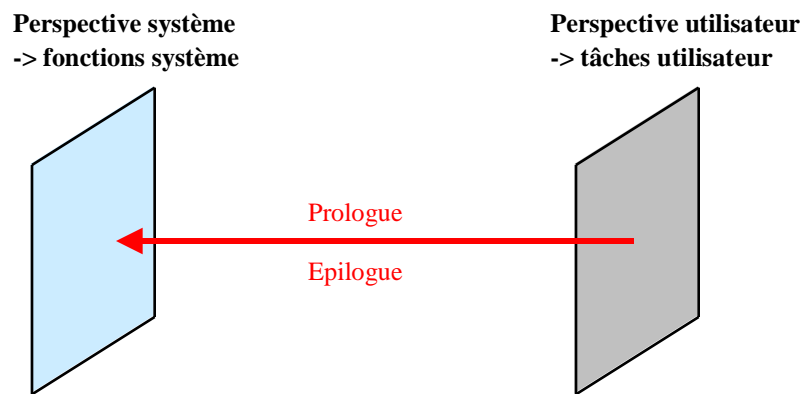 Perspective système
-> fonctions système
Perspective utilisateur
-> tâches utilisateur
Prologue
Epilogue